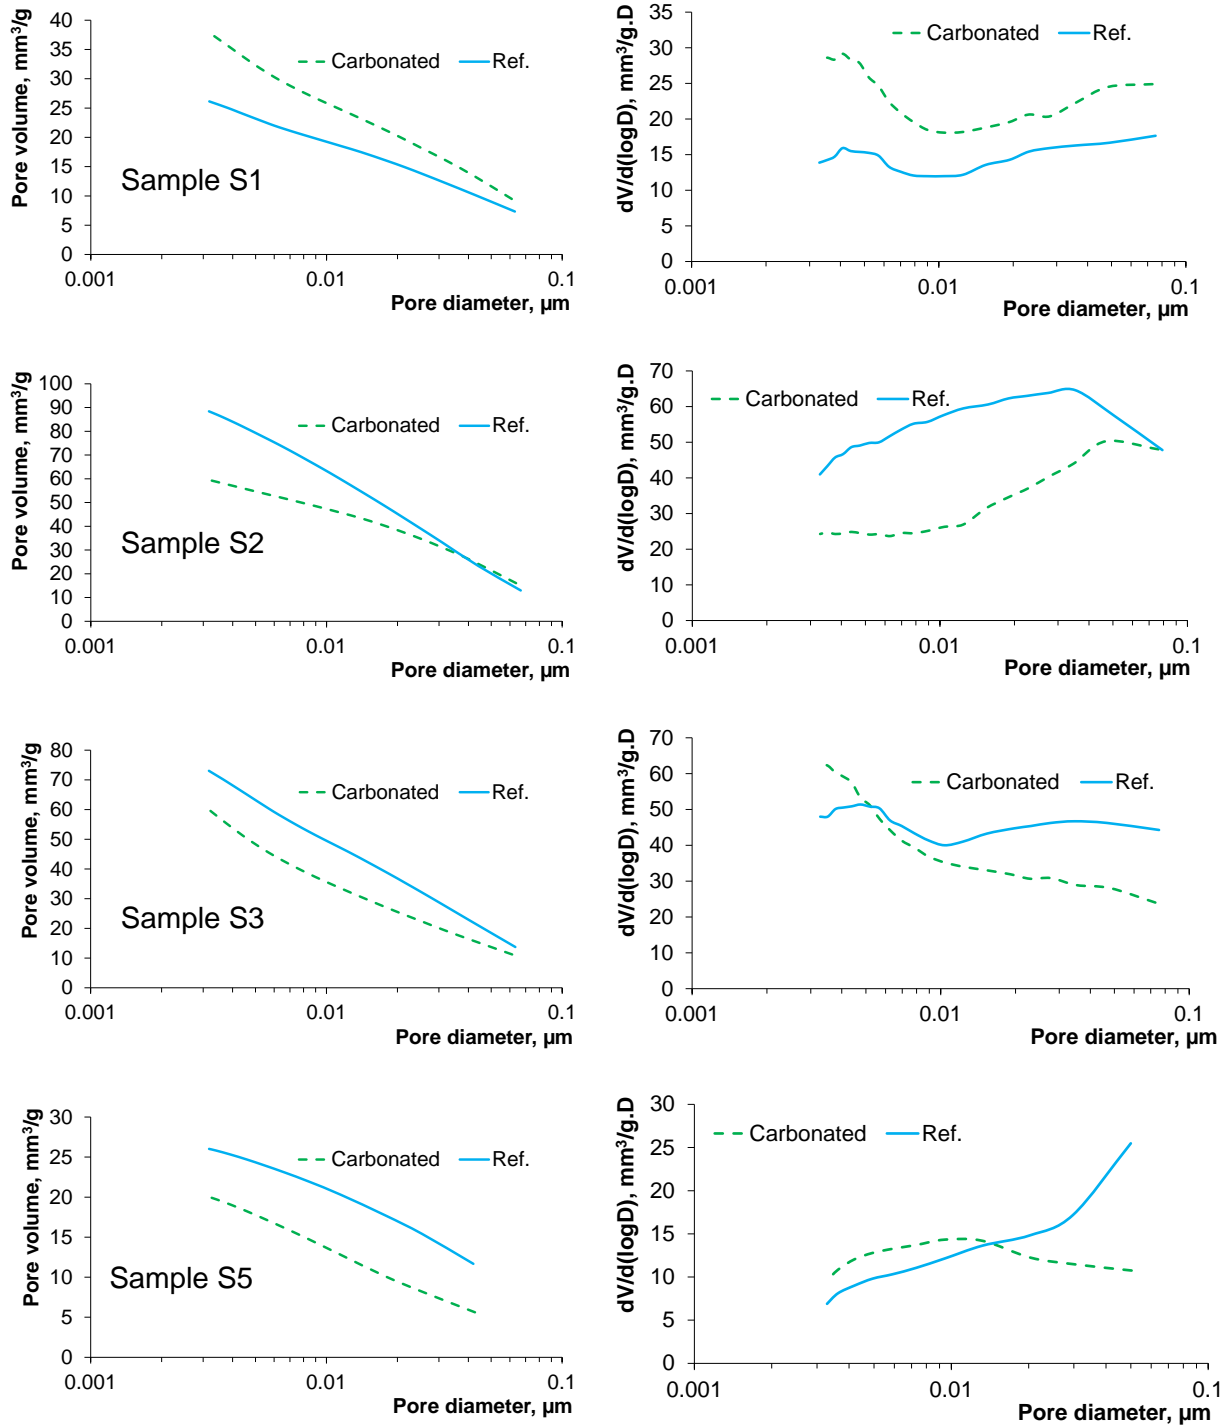 Pore volume, mm³/g
40
35
30
25
20
15
10
5
0
Carbonated Ref.
Sample S1
0.001 0.01 0.1
Pore diameter, µm
dV/d(logD), mm³/g.D
35
30
25
20
15
10
5
0
Carbonated Ref.
0.001 0.01 0.1
Pore diameter, µm
Pore volume, mm³/g
100
90
80
70
60
50
40
30
20
10
0
Carbonated Ref.
Sample S2
0.001 0.01 0.1
Pore diameter, µm
dV/d(logD), mm³/g.D
70
60
50
40
30
20
10
0
Carbonated Ref.
0.001 0.01 0.1
Pore diameter, µm
Pore volume, mm³/g
80
70
60
50
40
30
20
10
0
Carbonated Ref.
Sample S3
0.001 0.01 0.1
Pore diameter, µm
dV/d(logD), mm³/g.D
70
60
50
40
30
20
10
0
Carbonated Ref.
0.001 0.01 0.1
Pore diameter, µm
Pore volume, mm³/g
30
25
20
15
10
5
0
Carbonated Ref.
Sample S5
0.001 0.01 0.1
Pore diameter, µm
dV/d(logD), mm³/g.D
30
25
20
15
10
5
0
Carbonated Ref.
0.001 0.01 0.1
Pore diameter, µm